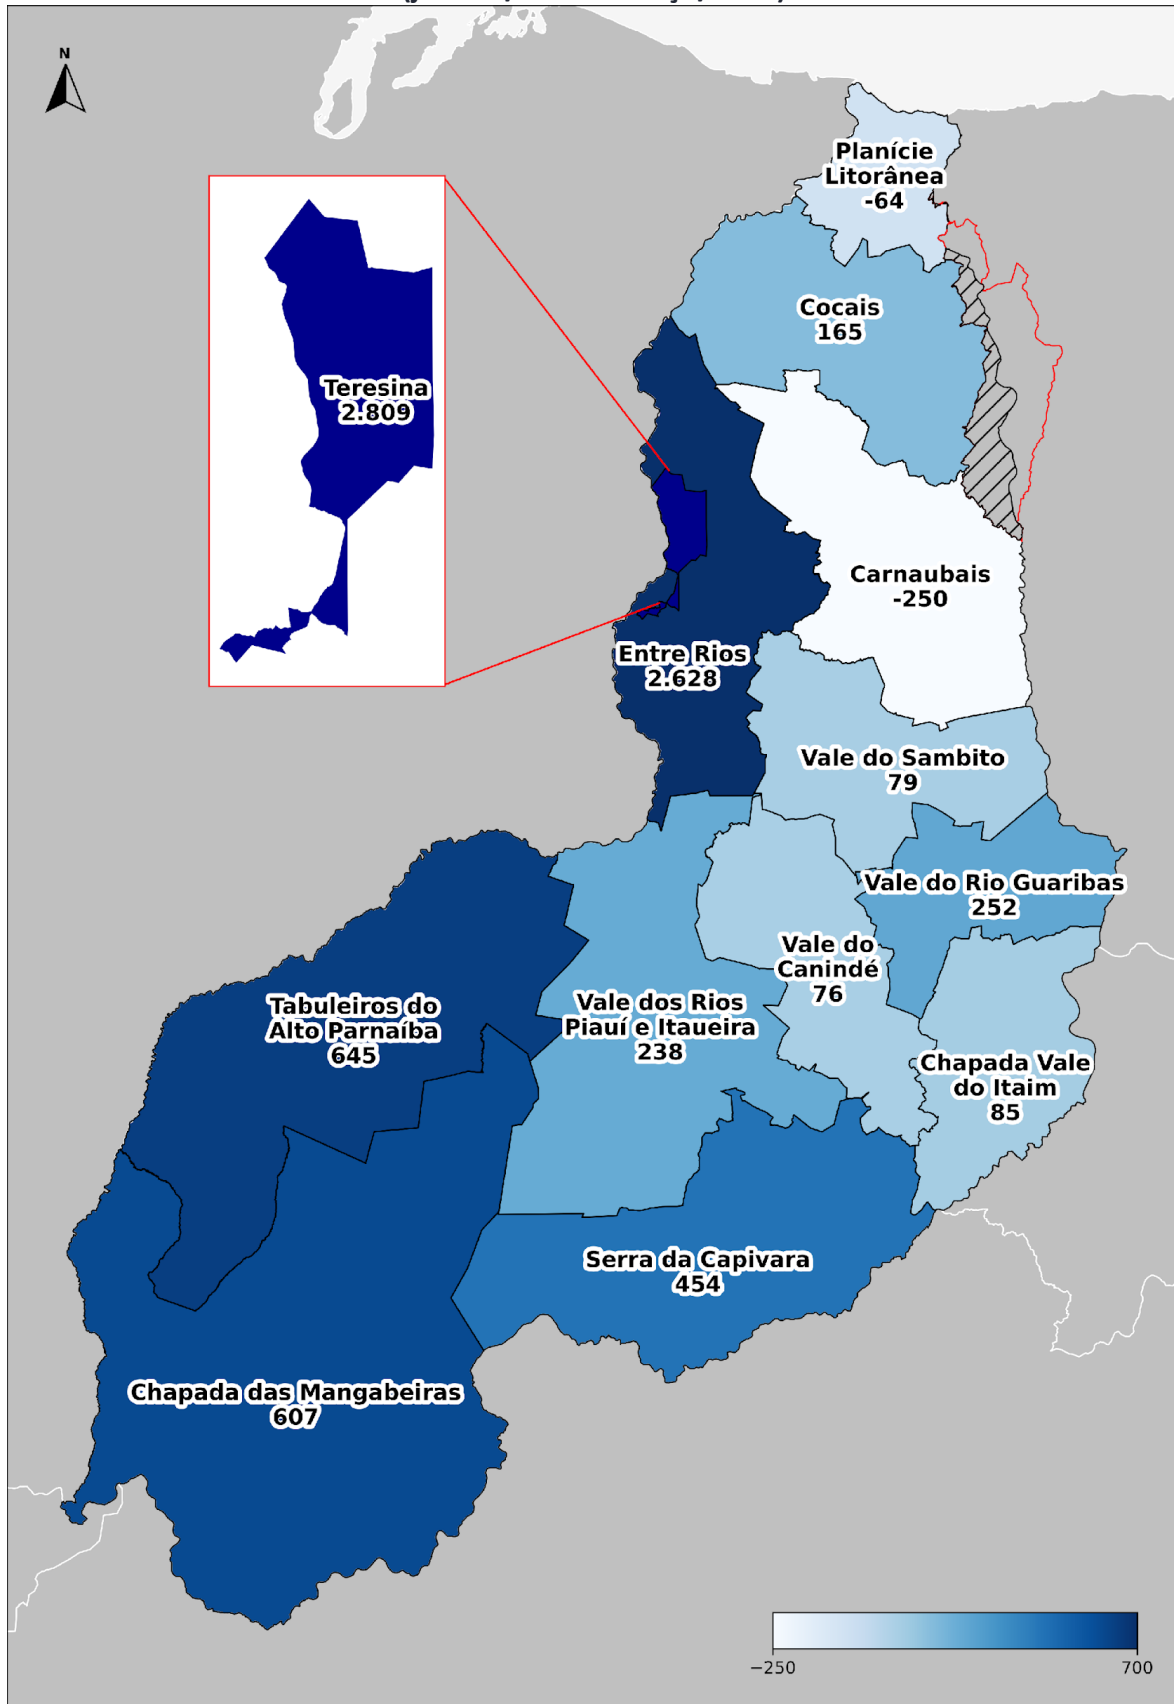 N
Planície
Litorânea
-64
Cocais
165
Teresina
2.809
Carnaubais
-250
Entre Rios
2.628
Vale do Sambito
79
Vale do Rio Guaribas
252
Vale do
Canindé
76
Tabuleiros do
Alto Parnaíba
645
Vale dos Rios
Piauí e Itaueira
238
Chapada Vale
do Itaim
85
Serra da Capivara
454
Chapada das Mangabeiras
607
−250
700